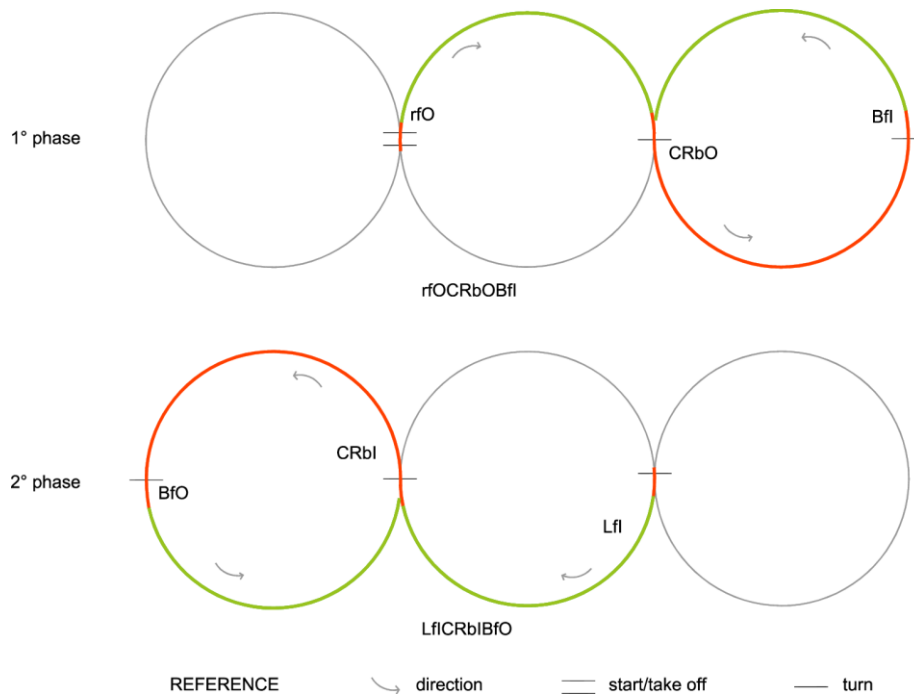 rfO
BfI
1° phase
CRbO
rfOCRbOBfI
CRbI
2° phase
BfO
LfI
LfICRbIBfO
REFERENCE direction start/take off turn